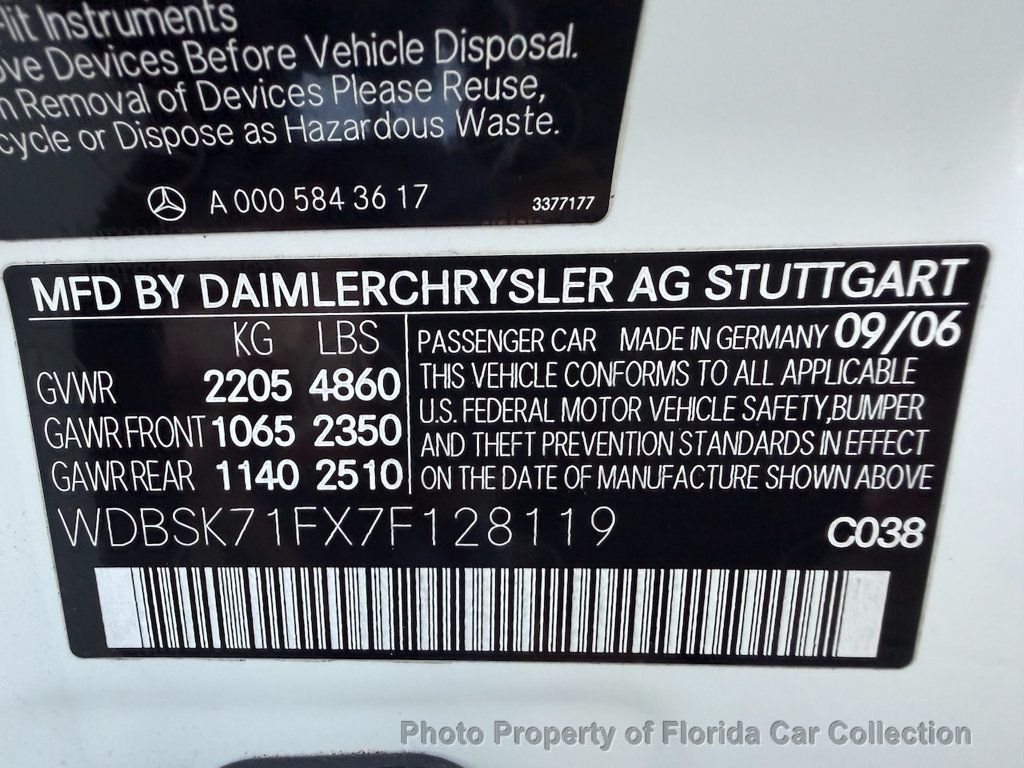 Instruments
Devices Before Vehicle Disposal.
Removal of Devices Please Reuse,
or Dispose as Hazardous Waste.
A 000 584 36 17
3377177
MFD BY DAIMLERCHRYSLER AG STUTTGART
KG LBS
GVWR 2205 4860
GAWR FRONT 1065 2350
GAWR REAR 1140 2510
PASSENGER CAR MADE IN GERMANY 09/06
THIS VEHICLE CONFORMS TO ALL APPLICABLE
U.S. FEDERAL MOTOR VEHICLE SAFETY,BUMPER
AND THEFT PREVENTION STANDARDS IN EFFECT
ON THE DATE OF MANUFACTURE SHOWN ABOVE
WDBSK71FX7F128119 C038
Photo Property of Florida Car Collection